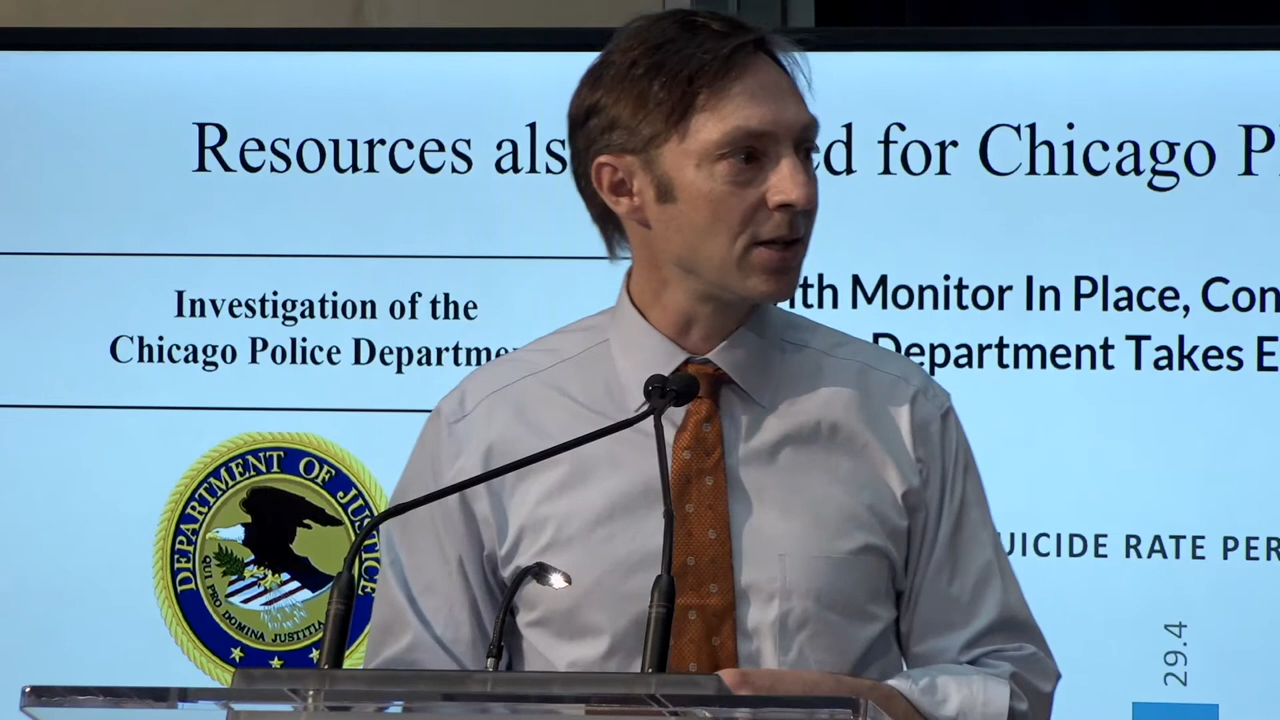 Resources als ed for Chicago P
Investigation of the
Chicago Police Departme
ith Monitor In Place, Con
Department Takes E
DEPARTMENT OF JUSTICE
QUI PRO DOMINA JUSTITIA
UICIDE RATE PER
29.4